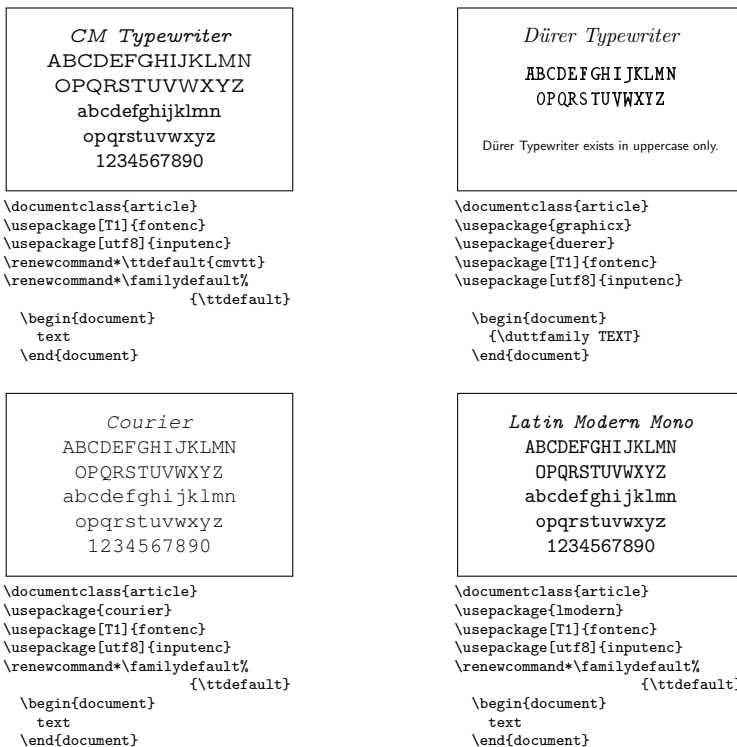 CM Typewriter
ABCDEFGHIJKLMN
OPQRSTUVWXYZ
abcdefghijklmn
opqrstuvwxyz
1234567890
\documentclass{article}
\usepackage[T1]{fontenc}
\usepackage[utf8]{inputenc}
\renewcommand*\ttdefault{cmvtt}
\renewcommand*\familydefault%
{\ttdefault}
\begin{document}
text
\end{document}
Dürer Typewriter
ABCDEFGHIJKLMN
OPQRSTUVWXYZ
Dürer Typewriter exists in uppercase only.
\documentclass{article}
\usepackage{graphicx}
\usepackage{duerer}
\usepackage[T1]{fontenc}
\usepackage[utf8]{inputenc}
\begin{document}
{\duttfamily TEXT}
\end{document}
Courier
ABCDEFGHIJKLMN
OPQRSTUVWXYZ
abcdefghijklmn
opqrstuvwxyz
1234567890
\documentclass{article}
\usepackage{courier}
\usepackage[T1]{fontenc}
\usepackage[utf8]{inputenc}
\renewcommand*\familydefault%
{\ttdefault}
\begin{document}
text
\end{document}
Latin Modern Mono
ABCDEFGHIJKLMN
OPQRSTUVWXYZ
abcdefghijklmn
opqrstuvwxyz
1234567890
\documentclass{article}
\usepackage{lmodern}
\usepackage[T1]{fontenc}
\usepackage[utf8]{inputenc}
\renewcommand*\familydefault%
{\ttdefault}
\begin{document}
text
\end{document}